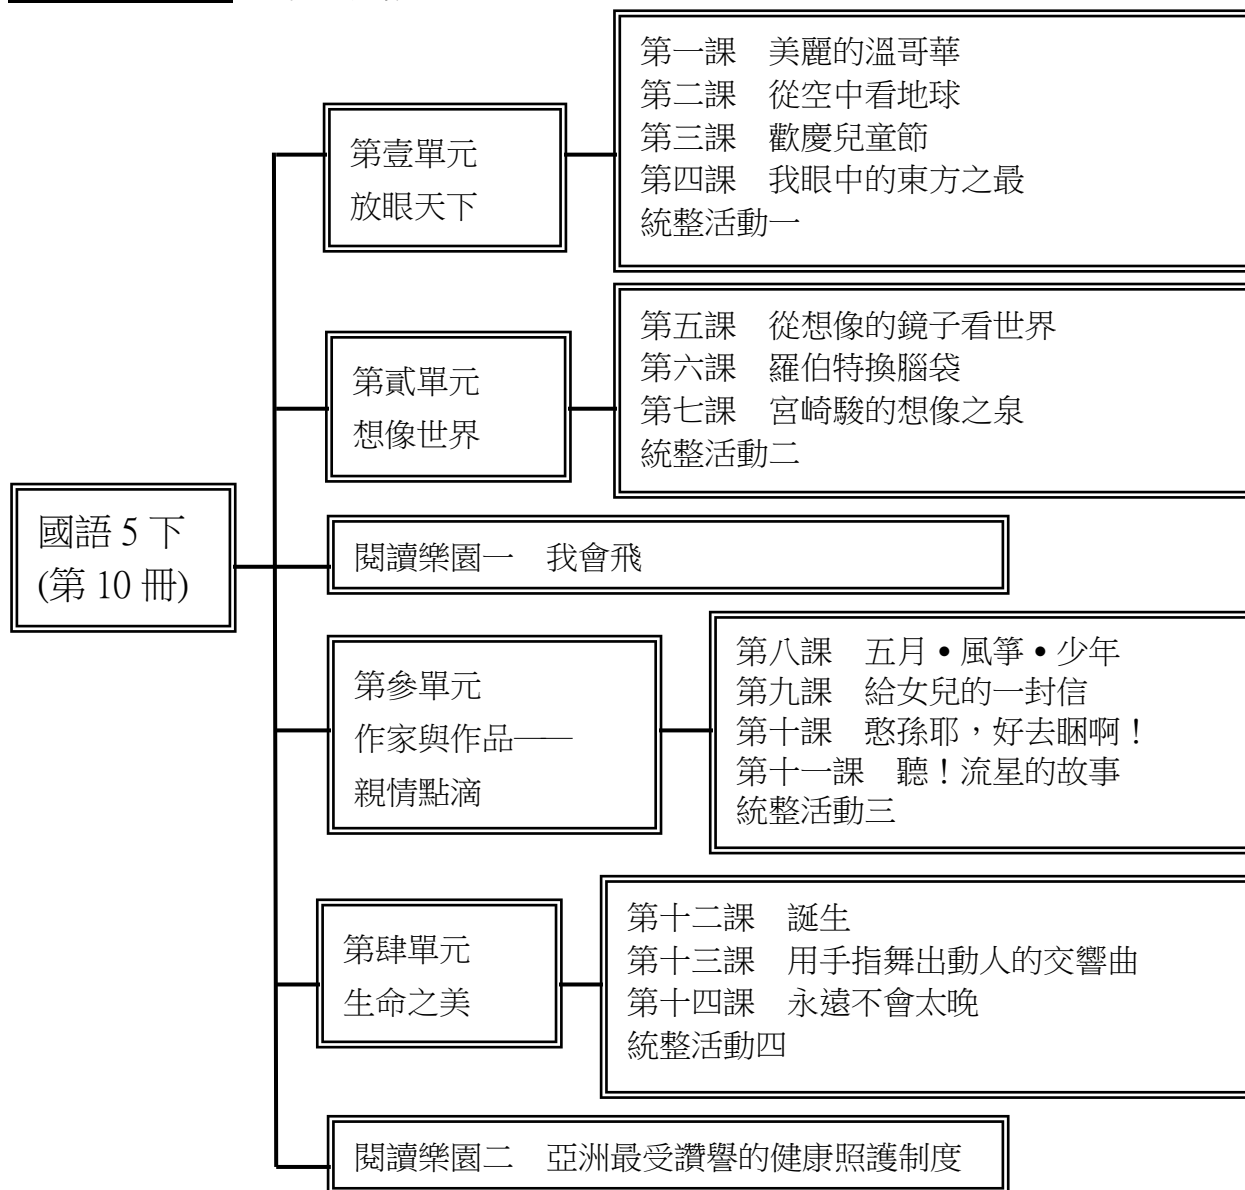 第一課　美麗的溫哥華
第二課　從空中看地球
第三課　歡慶兒童節
第四課　我眼中的東方之最
統整活動一
第壹單元
放眼天下
第五課　從想像的鏡子看世界
第六課　羅伯特換腦袋
第七課　宮崎駿的想像之泉
統整活動二
第貳單元
想像世界
國語 5 下
(第 10 冊)
閱讀樂園一　我會飛
第八課　五月•風箏•少年
第九課　給女兒的一封信
第十課　憨孫耶，好去睏啊！
第十一課　聽！流星的故事
統整活動三
第參單元
作家與作品——
親情點滴
第十二課　誕生
第十三課　用手指舞出動人的交響曲
第十四課　永遠不會太晚
統整活動四
第肆單元
生命之美
閱讀樂園二　亞洲最受讚譽的健康照護制度